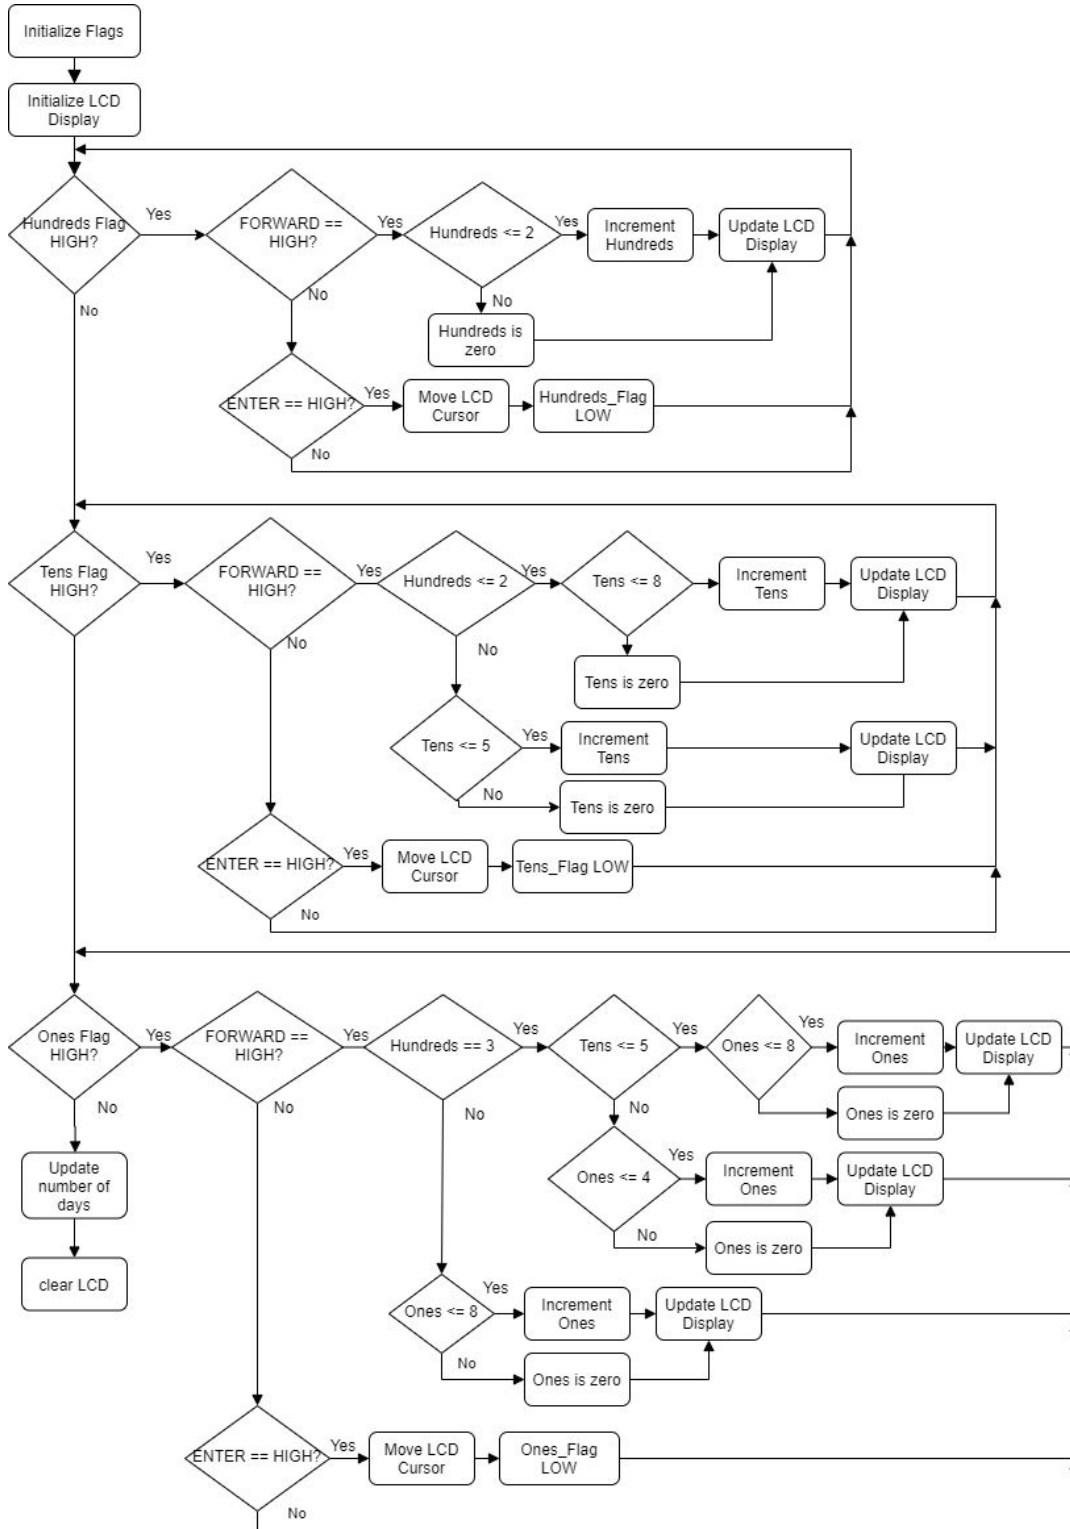 Initialize Flags
Initialize LCD
Display
Hundreds Flag
HIGH?
Yes
FORWARD ==
HIGH?
Yes
Hundreds <= 2
Yes
Increment
Hundreds
Update LCD
Display
No
No
No
Hundreds is
zero
ENTER == HIGH?
Yes
Move LCD
Cursor
Hundreds_Flag
LOW
No
Tens Flag
HIGH?
Yes
FORWARD ==
HIGH?
Yes
Hundreds <= 2
Yes
Tens <= 8
Increment
Tens
Update LCD
Display
No
No
Tens is zero
Tens <= 5
Yes
Increment
Tens
Update LCD
Display
No
Tens is zero
ENTER == HIGH?
Yes
Move LCD
Cursor
Tens_Flag LOW
No
Ones Flag
HIGH?
Yes
FORWARD ==
HIGH?
Yes
Hundreds == 3
Yes
Tens <= 5
Yes
Ones <= 8
Yes
Increment
Ones
Update LCD
Display
No
No
No
No
Ones is zero
Update
number of
days
Ones <= 4
Yes
Increment
Ones
Update LCD
Display
No
Ones is zero
clear LCD
Ones <= 8
Yes
Increment
Ones
Update LCD
Display
No
Ones is zero
ENTER == HIGH?
Yes
Move LCD
Cursor
Ones_Flag
LOW
No